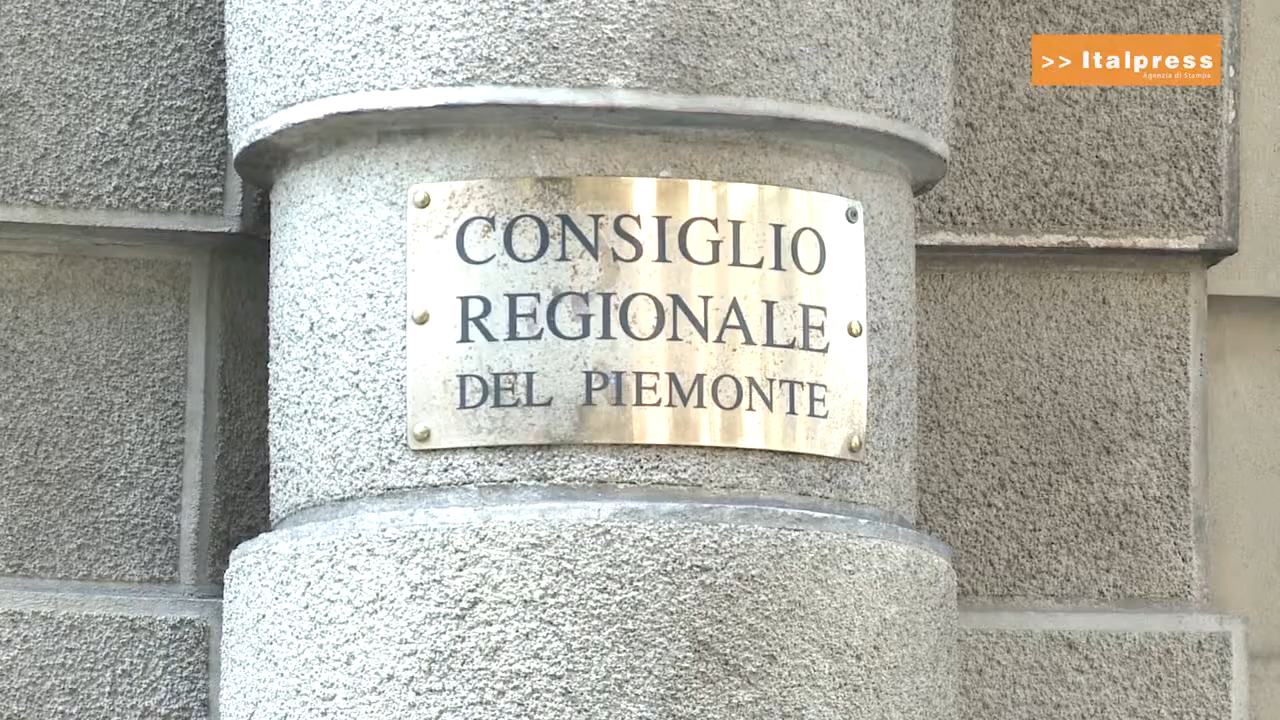 >> Italpress
Agenzia di Stampa
CONSIGLIO
REGIONALE
DEL PIEMONTE